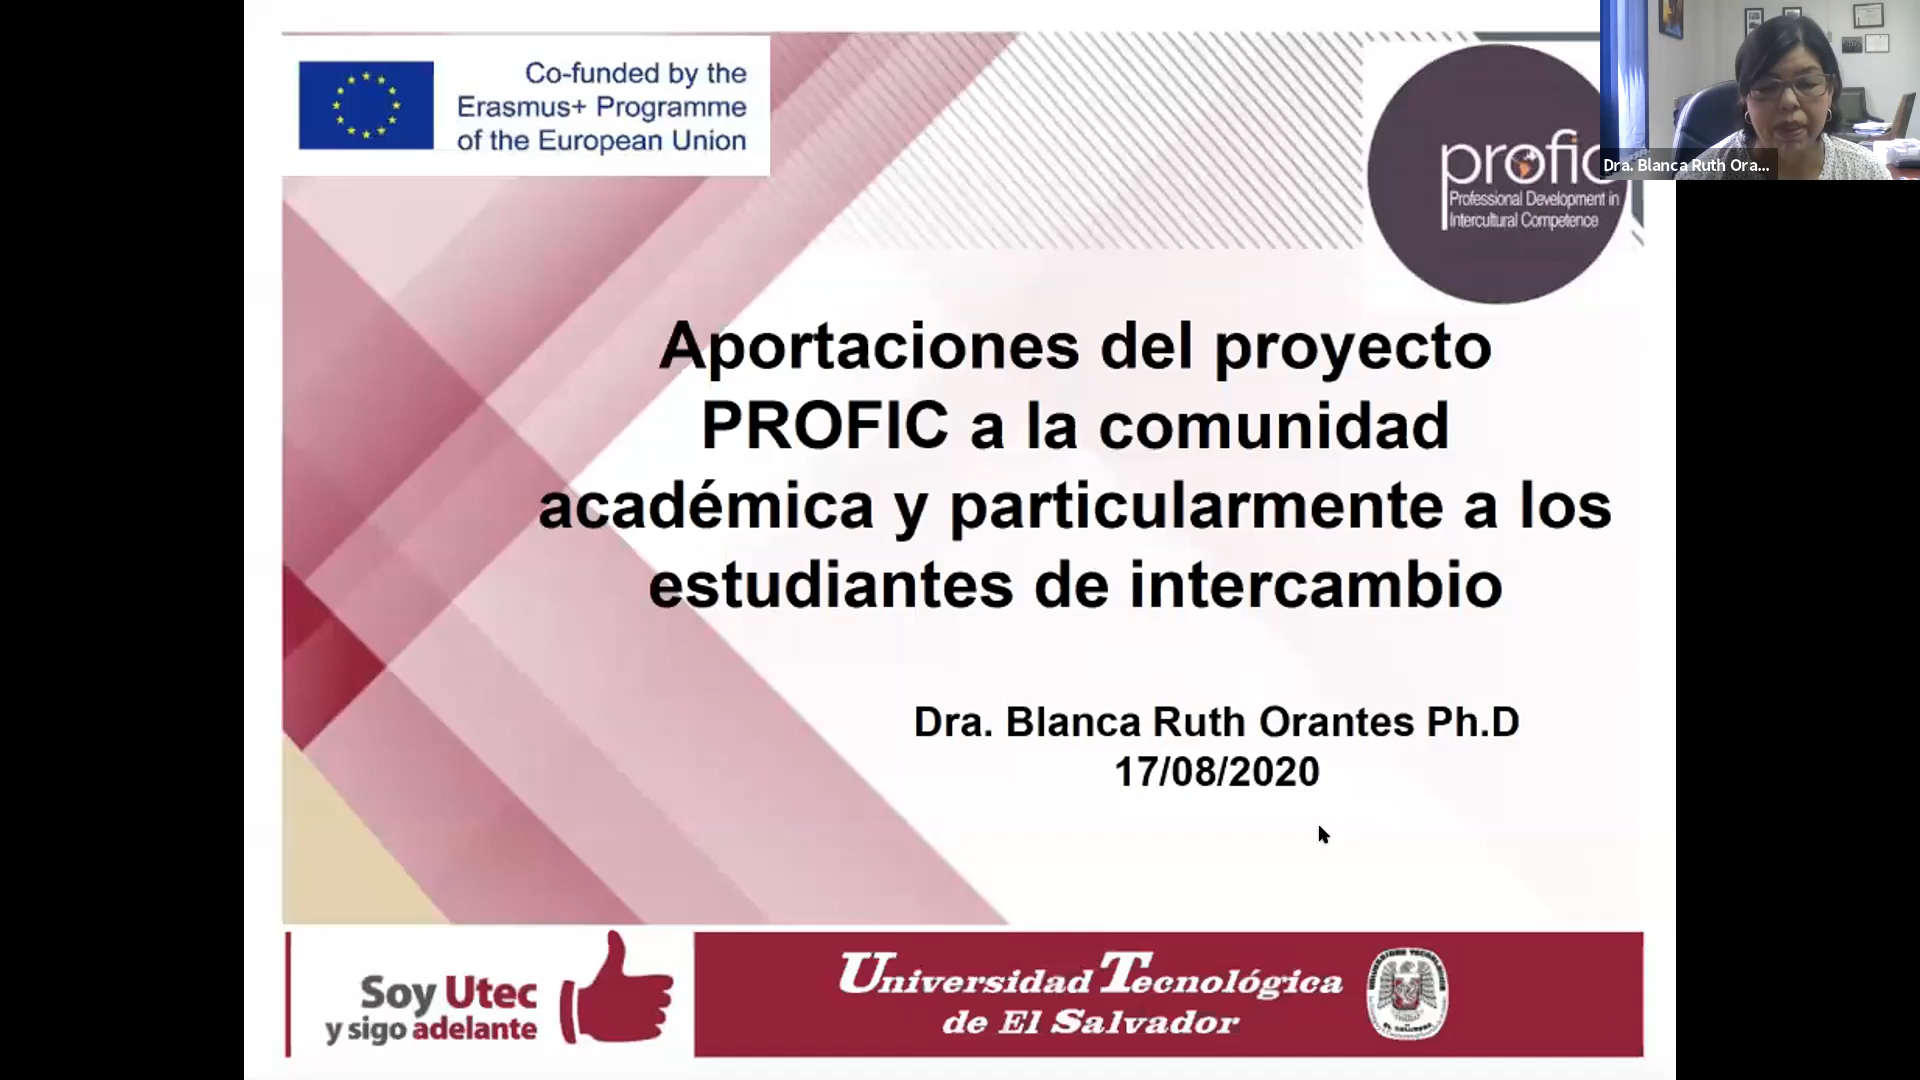 Co-funded by the
Erasmus+ Programme
of the European Union
profic
Professional Development in
Intercultural Competence
Dra. Blanca Ruth Ora...
Aportaciones del proyecto
PROFIC a la comunidad
académica y particularmente a los
estudiantes de intercambio
Dra. Blanca Ruth Orantes Ph.D
17/08/2020
Soy Utec
y sigo adelante
Universidad Tecnológica
de El Salvador